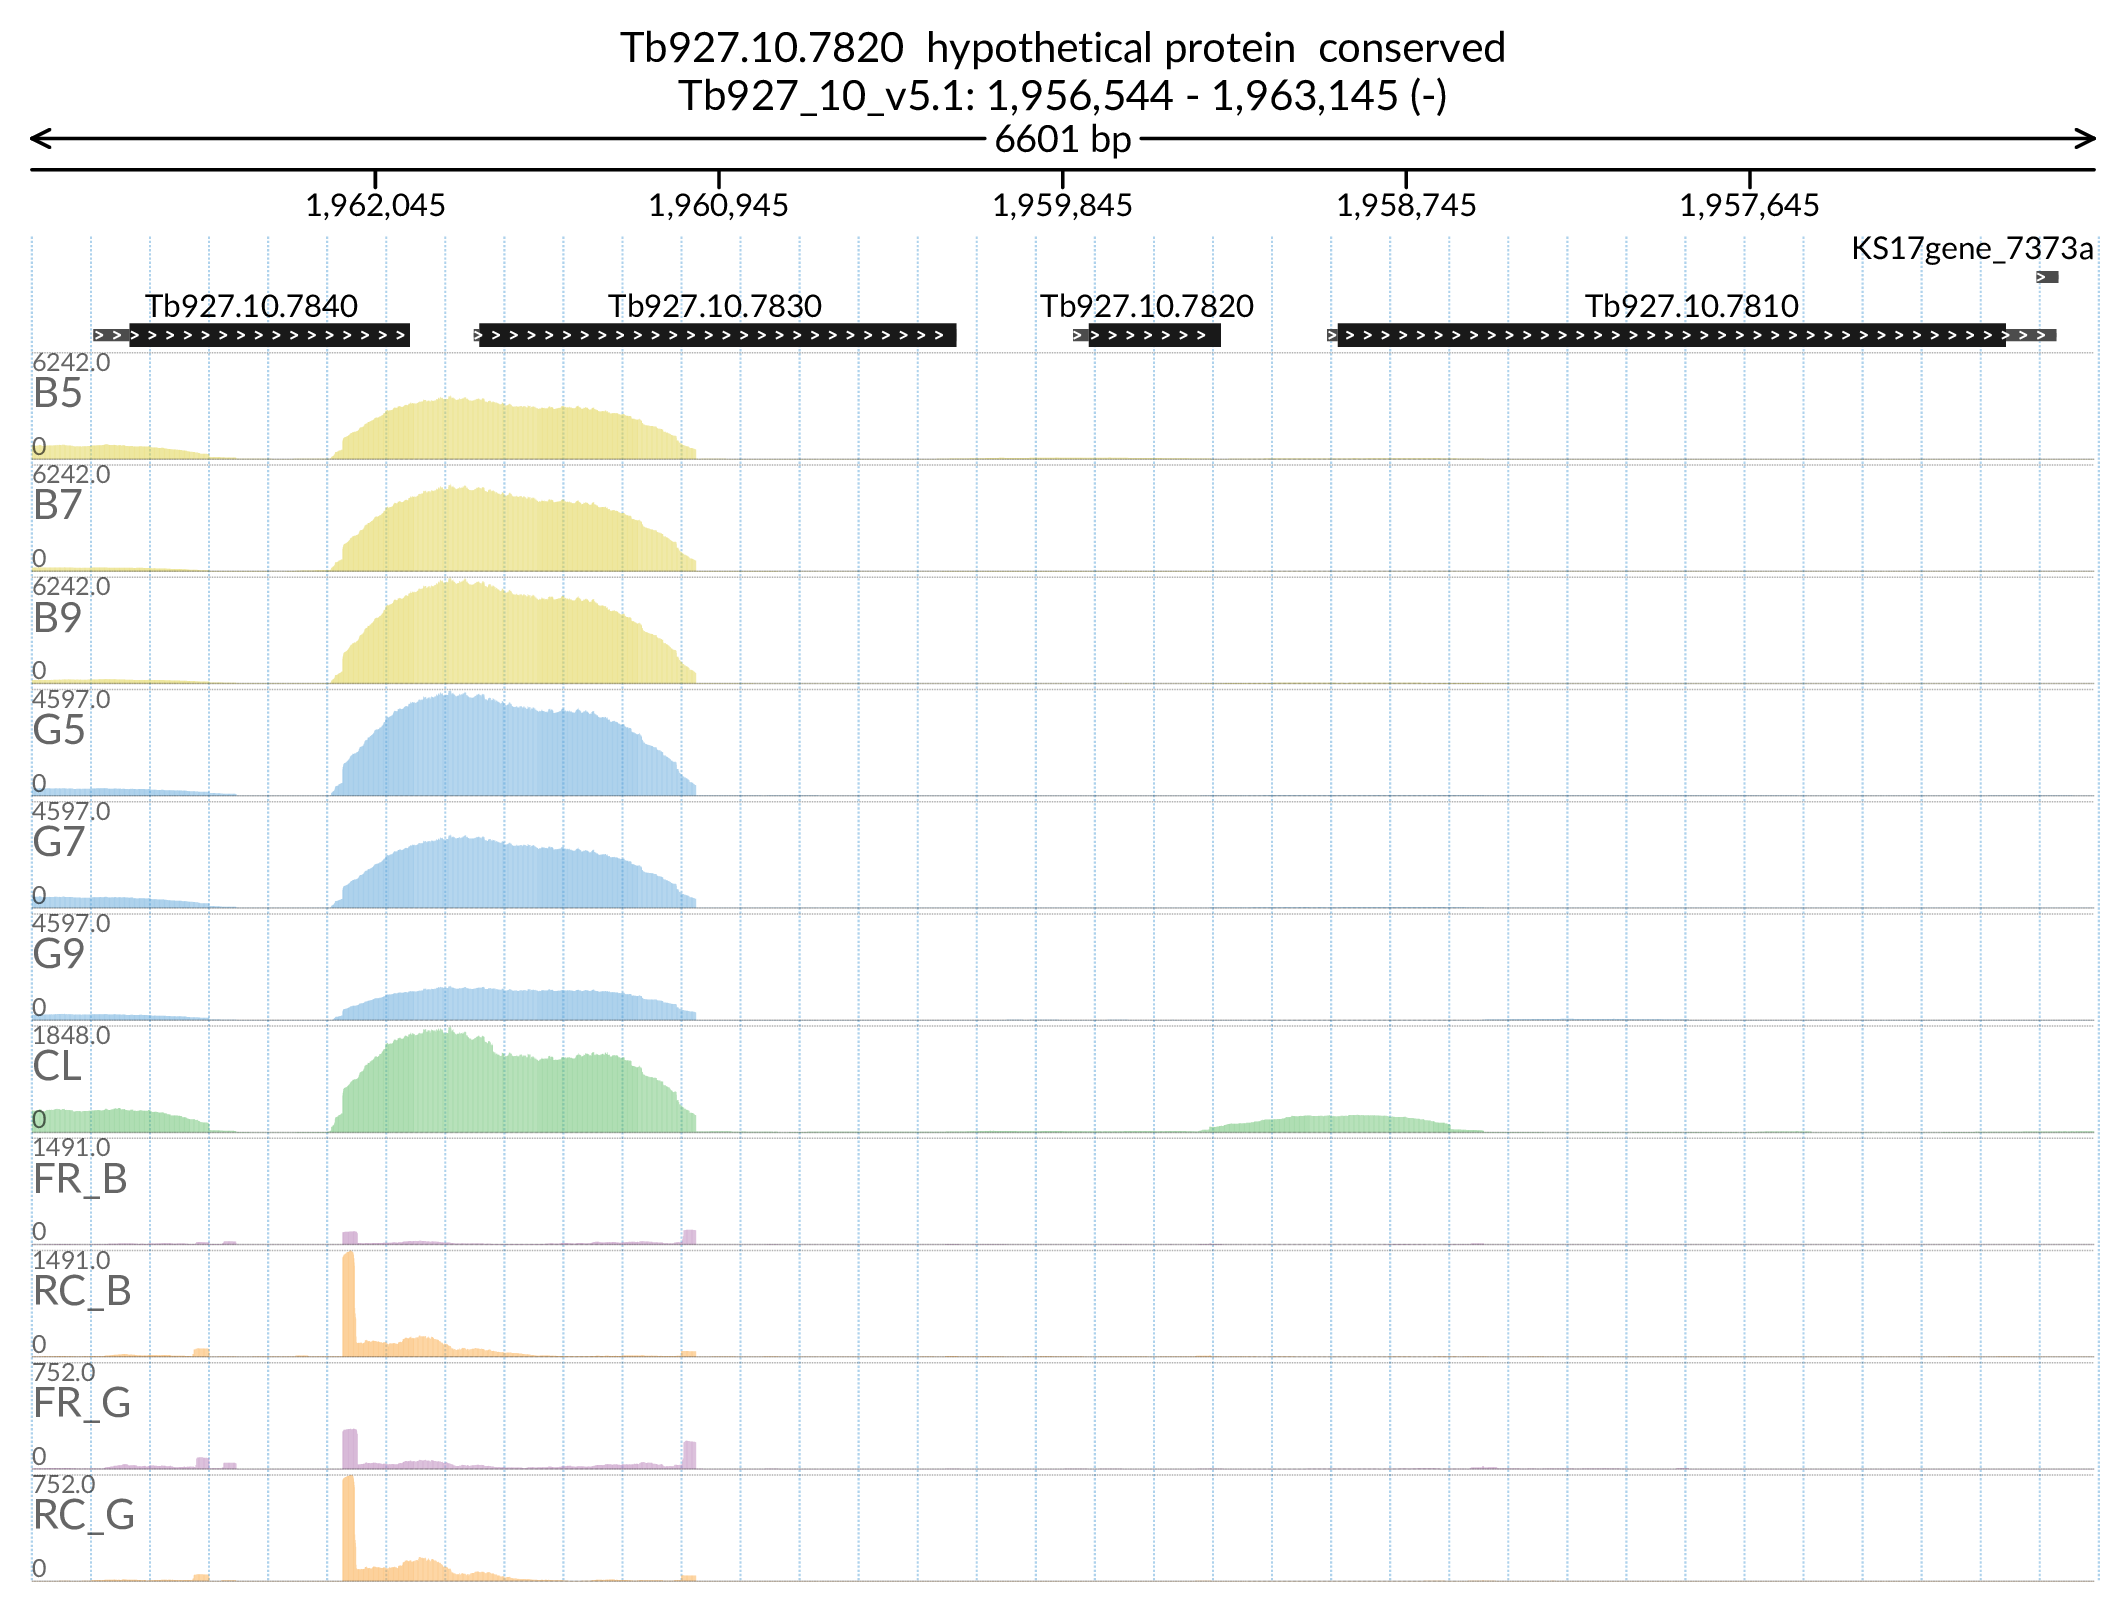 Tb927.10.7820  hypothetical protein  conserved
Tb927_10_v5.1: 1,956,544 - 1,963,145 (-)
6601 bp
1,962,045 1,960,945 1,959,845 1,958,745 1,957,645
KS17gene_7373a
Tb927.10.7840 Tb927.10.7830 Tb927.10.7820 Tb927.10.7810
6242.0
B5
0
6242.0
B7
0
6242.0
B9
0
4597.0
G5
0
4597.0
G7
0
4597.0
G9
0
1848.0
CL
0
1491.0
FR_B
0
1491.0
RC_B
0
752.0
FR_G
0
752.0
RC_G
0